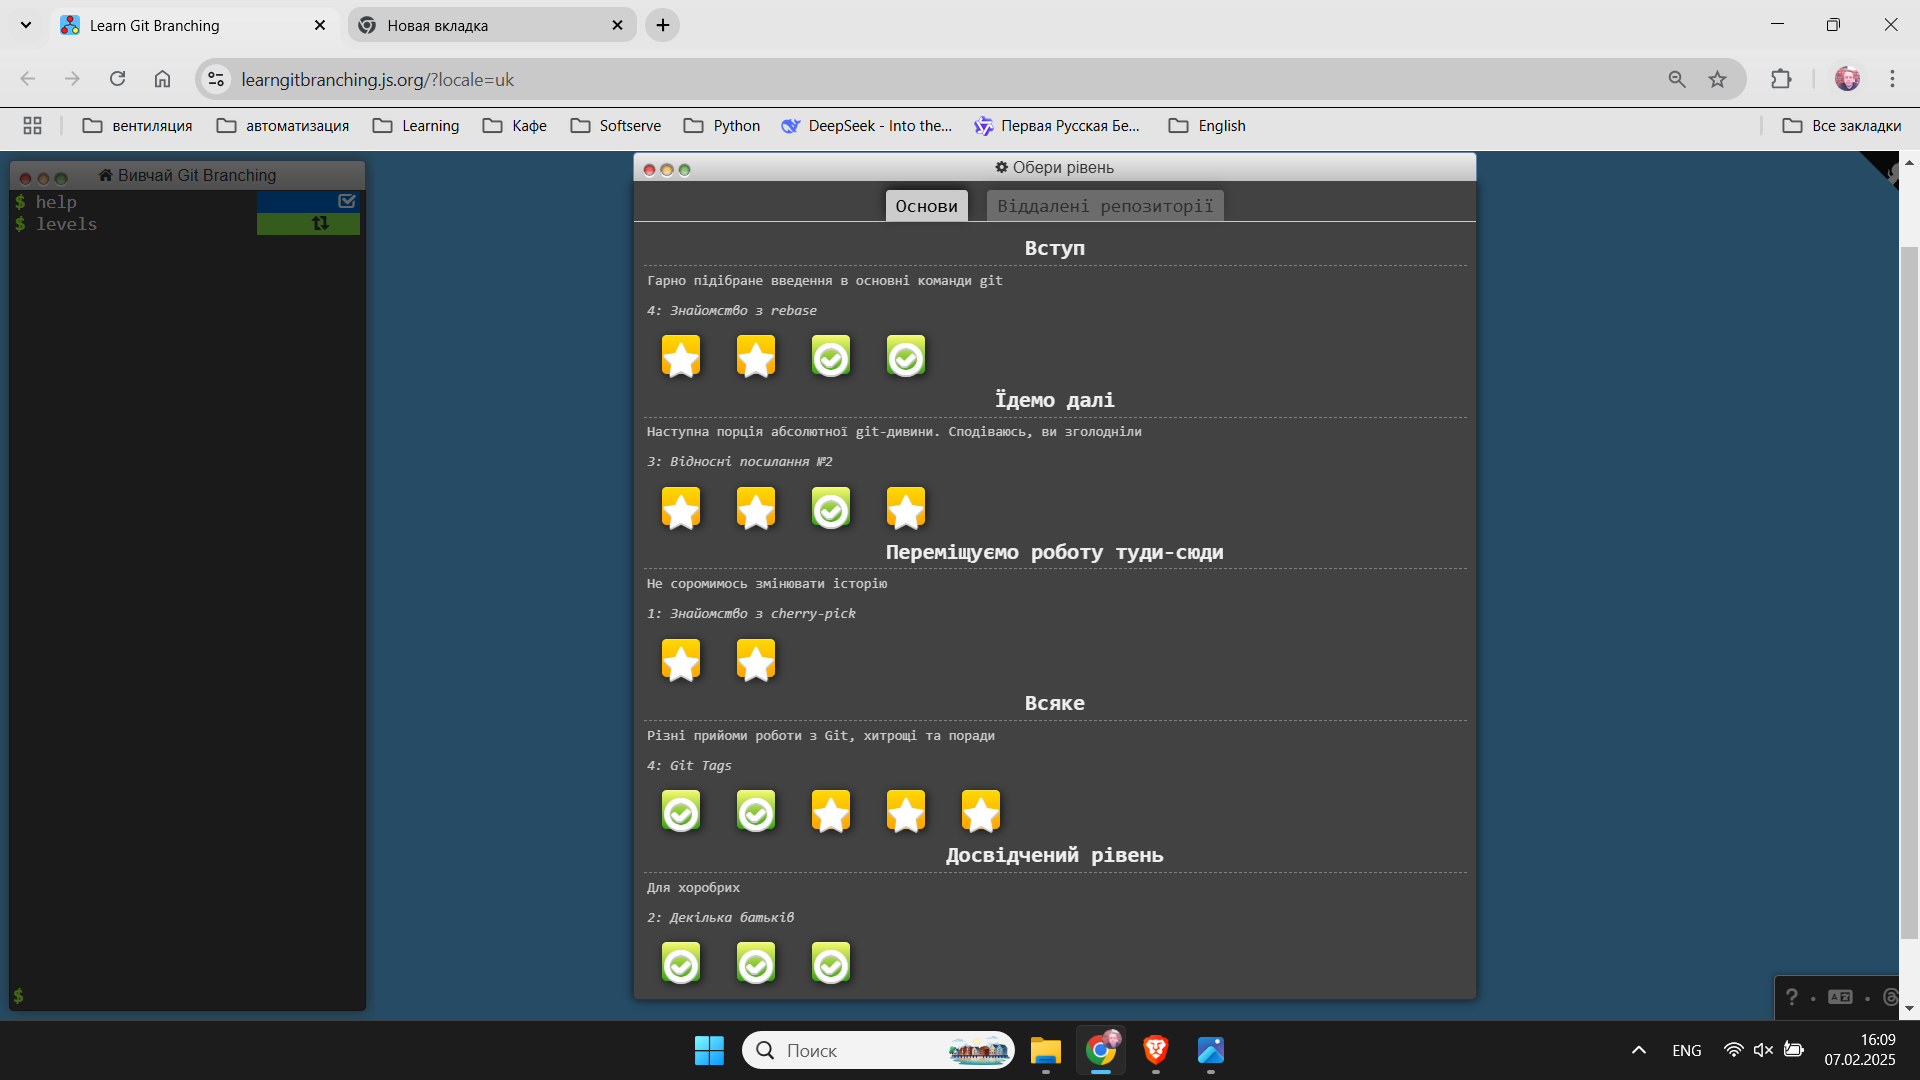 Learn Git Branching
Новая вкладка
learngitbranching.js.org/?locale=uk
вентиляция
автоматизация
Learning
Кафе
Softserve
Python
DeepSeek - Into the...
Первая Русская Бе...
English
Все закладки
Вивчай Git Branching
$ help
$ levels
$
Обери рівень
Основи
Віддалені репозиторії
Вступ
Гарно підібране введення в основні команди git
4: Знайомство з rebase
Їдемо далі
Наступна порція абсолютної git-дивини. Сподіваюсь, ви зголодніли
3: Відносні посилання №2
Переміщуємо роботу туди-сюди
Не соромимось змінювати історію
1: Знайомство з cherry-pick
Всяке
Різні прийоми роботи з Git, хитрощі та поради
4: Git Tags
Досвідчений рівень
Для хоробрих
2: Декілька батьків
Поиск
ENG
16:09
07.02.2025